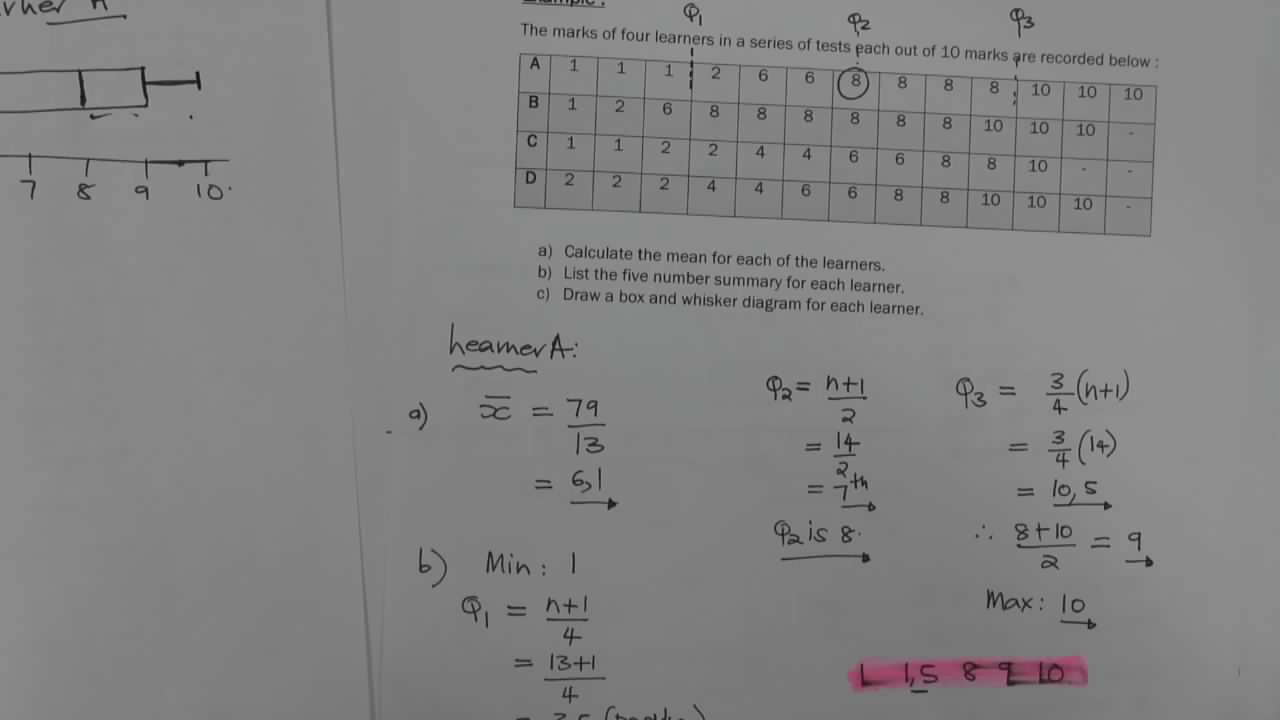 Q1 Q2 Q3
The marks of four learners in a series of tests each out of 10 marks are recorded below :
A 1 1 1 2 6 6 8 8 8 8 10 10 10
B 1 2 6 8 8 8 8 8 8 10 10 10 -
C 1 1 2 2 4 4 6 6 8 8 10 - -
D 2 2 2 4 4 6 6 8 8 10 10 10 -
7 8 9 10
a) Calculate the mean for each of the learners.
b) List the five number summary for each learner.
c) Draw a box and whisker diagram for each learner.
Learner A:
a) x̄ = 79/13
= 6,1
b) Min: 1
Q1 = n+1/4
= 13+1/4
Q2 = n+1/2
= 14/2
= 7th
Q2 is 8.
Q3 = 3/4 (n+1)
= 3/4 (14)
= 10,5
∴ 8+10/2 = 9
Max: 10
1 1,5 8 9 10